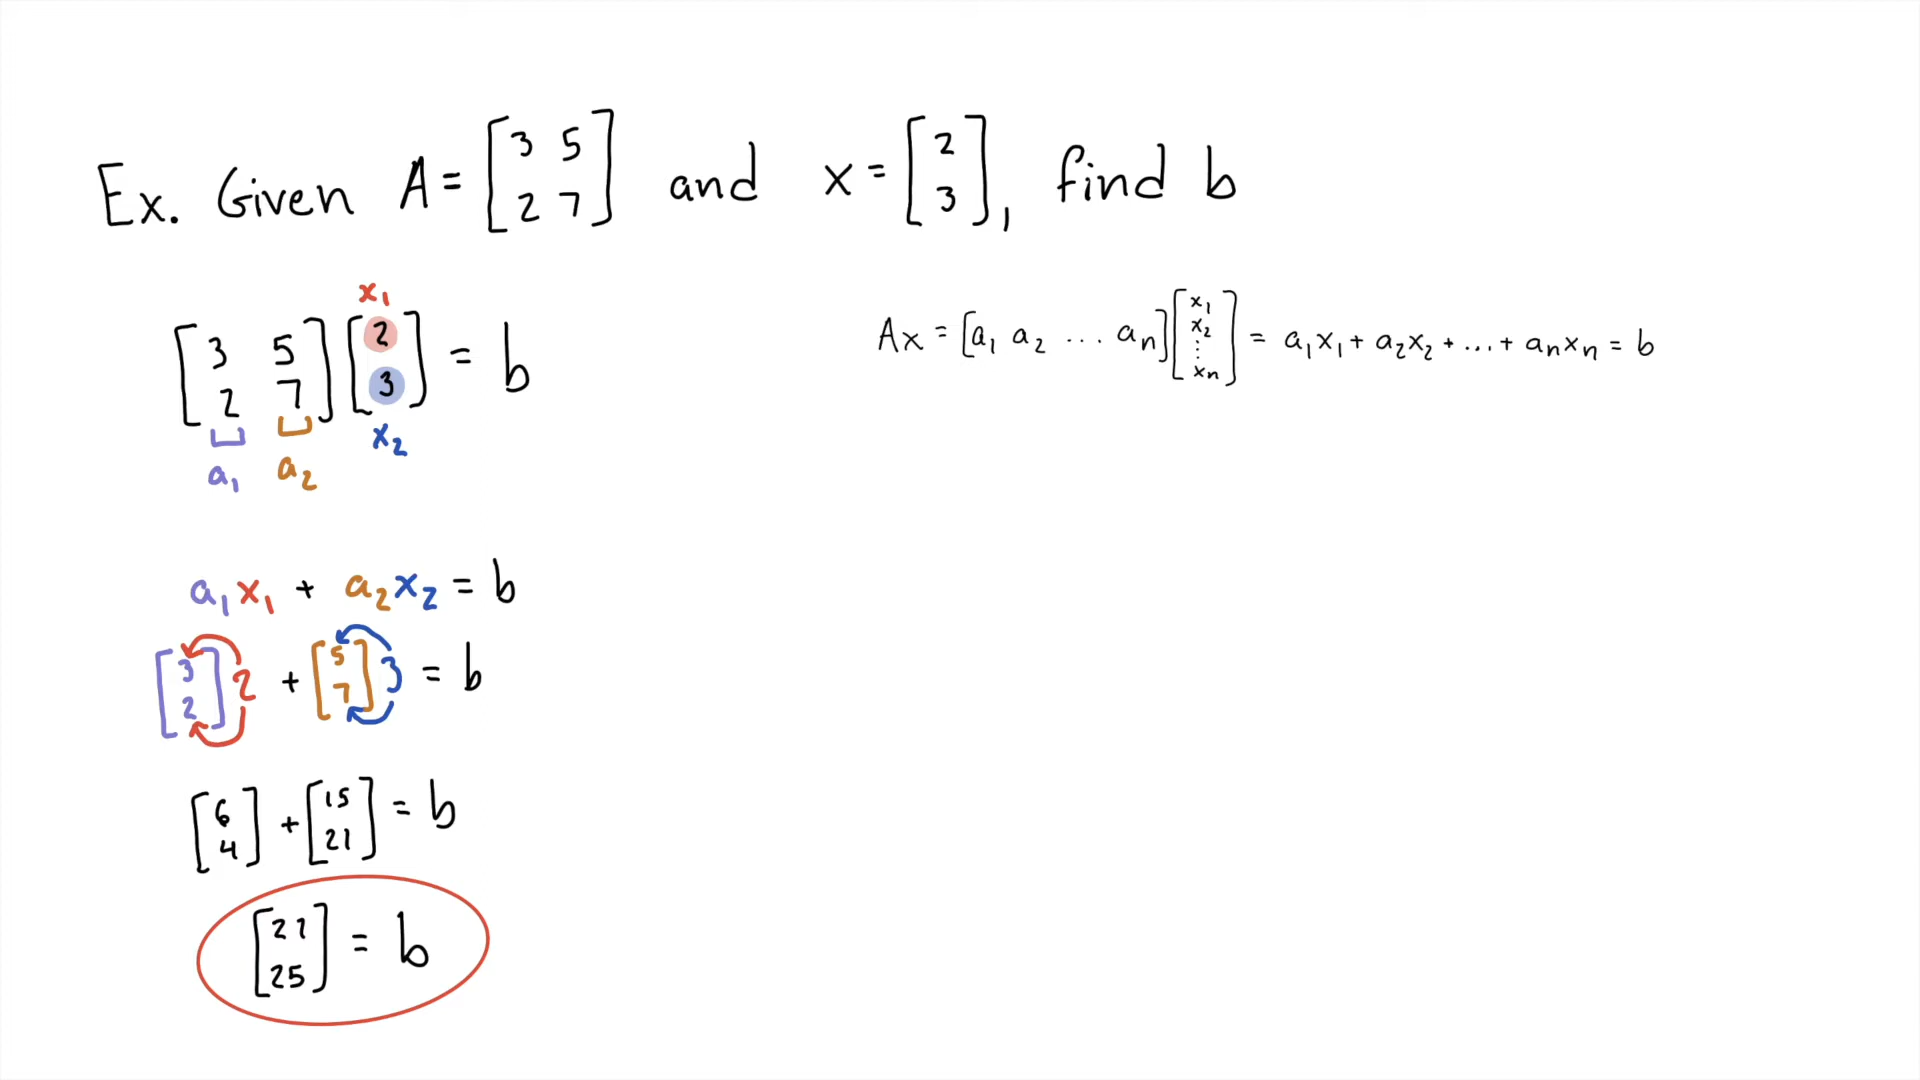 Ex. Given A = [3 5; 2 7] and x = [2; 3], find b
x₁
[3 5; 2 7] [2; 3] = b
a₁ a₂ x₂
Ax = [a₁ a₂ ... aₙ] [x₁; x₂; ⋮; xₙ] = a₁x₁ + a₂x₂ + ... + aₙxₙ = b
a₁x₁ + a₂x₂ = b
[3; 2] 2 + [5; 7] 3 = b
[6; 4] + [15; 21] = b
[21; 25] = b